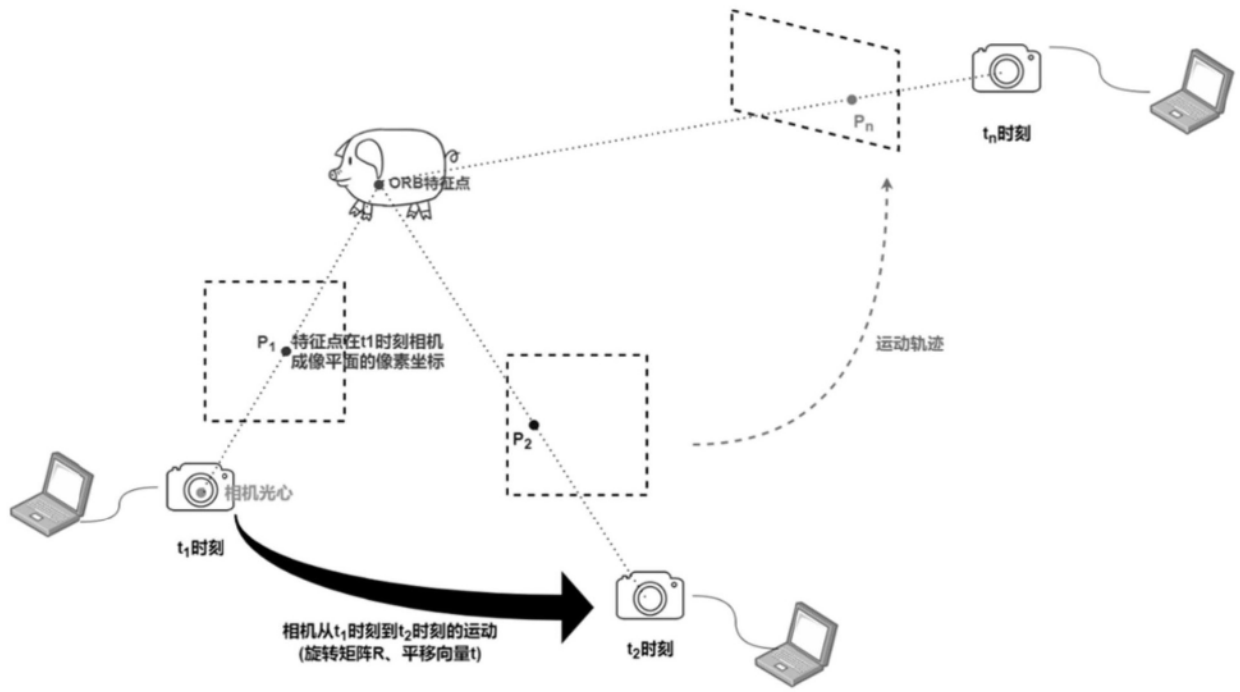 Pn
tn时刻
ORB特征点
P1
特征点在t1时刻相机
成像平面的像素坐标
运动轨迹
P2
相机光心
t1时刻
相机从t1时刻到t2时刻的运动
(旋转矩阵R、平移向量t)
t2时刻